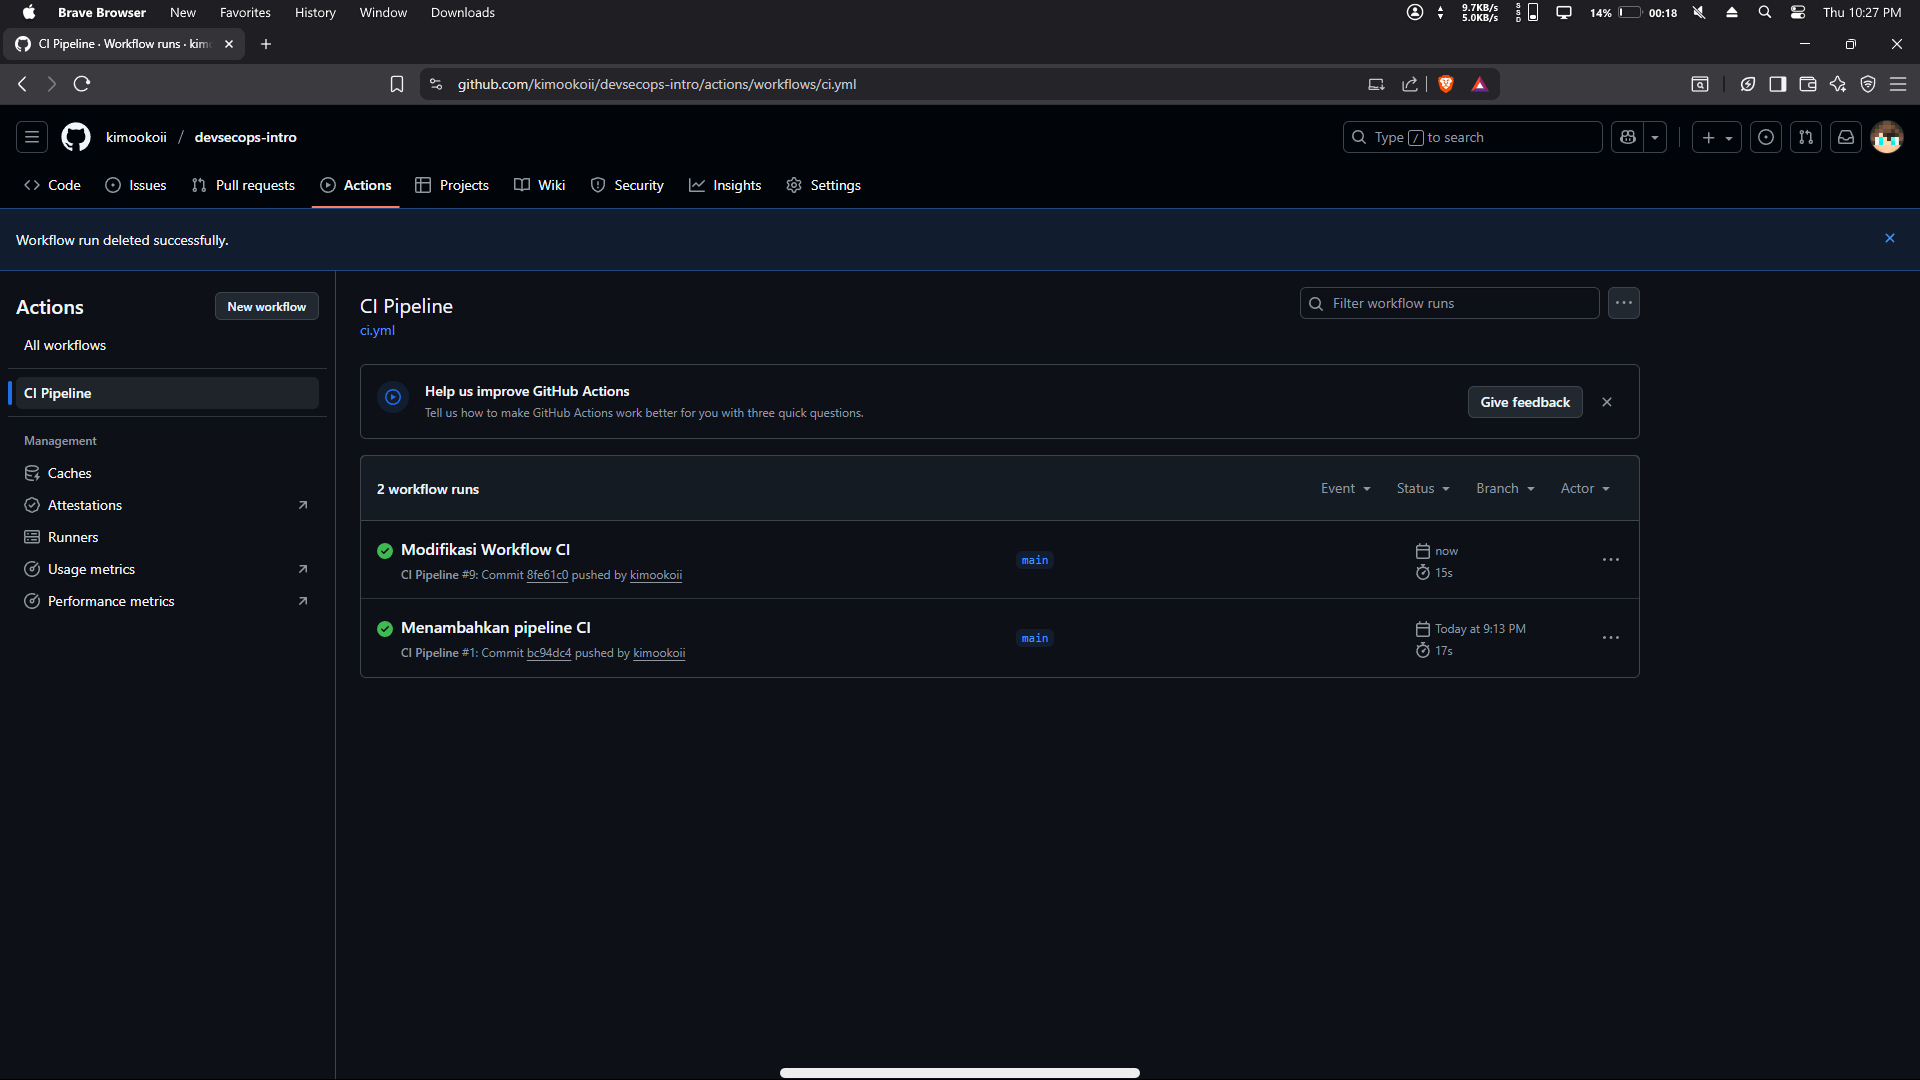 Brave Browser New Favorites History Window Downloads 9.7KB/s 5.0KB/s SSD 14% 00:18 Thu 10:27 PM
CI Pipeline · Workflow runs · kim
github.com/kimookoii/devsecops-intro/actions/workflows/ci.yml
kimookoii / devsecops-intro Type / to search
Code Issues Pull requests Actions Projects Wiki Security Insights Settings
Workflow run deleted successfully.
Actions New workflow
All workflows
CI Pipeline
Management
Caches
Attestations
Runners
Usage metrics
Performance metrics
CI Pipeline
ci.yml
Filter workflow runs
Help us improve GitHub Actions
Tell us how to make GitHub Actions work better for you with three quick questions.
Give feedback
2 workflow runs Event Status Branch Actor
Modifikasi Workflow CI
CI Pipeline #9: Commit 8fe61c0 pushed by kimookoii
main
now
15s
Menambahkan pipeline CI
CI Pipeline #1: Commit bc94dc4 pushed by kimookoii
main
Today at 9:13 PM
17s